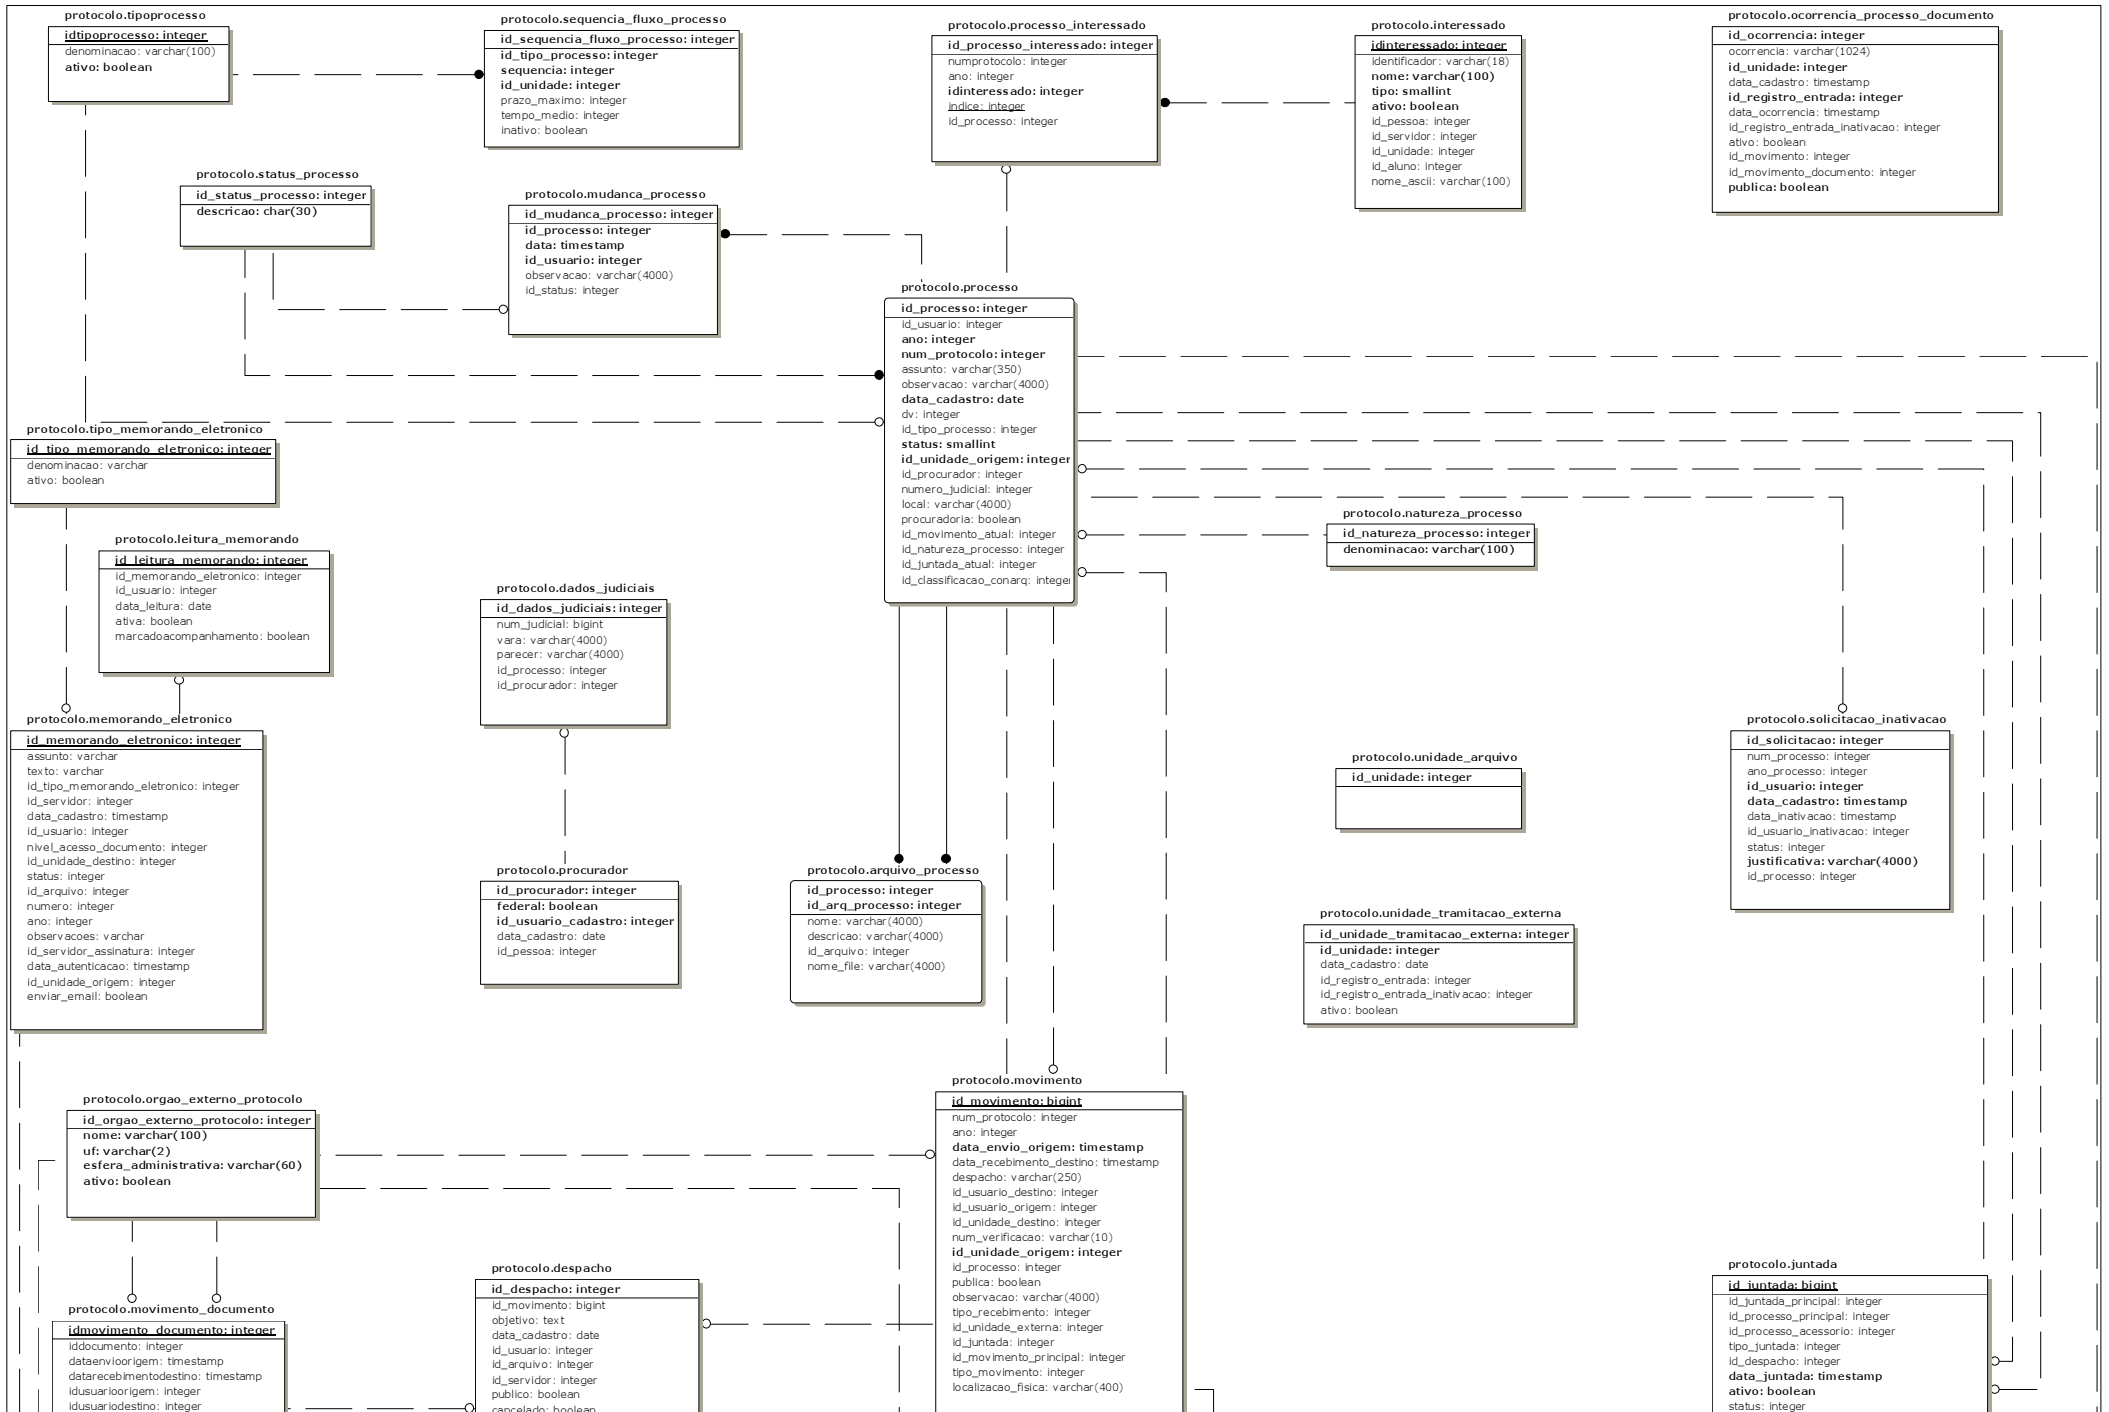 protocolo.tipoprocesso
idtipoprocesso: integer
denominacao: varchar(100)
ativo: boolean
protocolo.sequencia_fluxo_processo
id_sequencia_fluxo_processo: integer
id_tipo_processo: integer
sequencia: integer
id_unidade: integer
prazo_maximo: integer
tempo_medio: integer
inativo: boolean
protocolo.processo_interessado
id_processo_interessado: integer
numprotocolo: integer
ano: integer
idinteressado: integer
indice: integer
id_processo: integer
protocolo.interessado
idinteressado: integer
identificador: varchar(18)
nome: varchar(100)
tipo: smallint
ativo: boolean
id_pessoa: integer
id_servidor: integer
id_unidade: integer
id_aluno: integer
nome_ascii: varchar(100)
protocolo.ocorrencia_processo_documento
id_ocorrencia: integer
ocorrencia: varchar(1024)
id_unidade: integer
data_cadastro: timestamp
id_registro_entrada: integer
data_ocorrencia: timestamp
id_registro_entrada_inativacao: integer
ativo: boolean
id_movimento: integer
id_movimento_documento: integer
publica: boolean
protocolo.status_processo
id_status_processo: integer
descricao: char(30)
protocolo.mudanca_processo
id_mudanca_processo: integer
id_processo: integer
data: timestamp
id_usuario: integer
observacao: varchar(4000)
id_status: integer
protocolo.processo
id_processo: integer
id_usuario: integer
ano: integer
num_protocolo: integer
assunto: varchar(350)
observacao: varchar(4000)
data_cadastro: date
dv: integer
id_tipo_processo: integer
status: smallint
id_unidade_origem: integer
id_procurador: integer
numero_judicial: integer
local: varchar(4000)
procuradoria: boolean
id_movimento_atual: integer
id_natureza_processo: integer
id_juntada_atual: integer
id_classificacao_conarq: intege
protocolo.tipo_memorando_eletronico
id_tipo_memorando_eletronico: integer
denominacao: varchar
ativo: boolean
protocolo.natureza_processo
id_natureza_processo: integer
denominacao: varchar(100)
protocolo.leitura_memorando
id_leitura_memorando: integer
id_memorando_eletronico: integer
id_usuario: integer
data_leitura: date
ativa: boolean
marcadoacompanhamento: boolean
protocolo.dados_judiciais
id_dados_judiciais: integer
num_judicial: bigint
vara: varchar(4000)
parecer: varchar(4000)
id_processo: integer
id_procurador: integer
protocolo.memorando_eletronico
id_memorando_eletronico: integer
assunto: varchar
texto: varchar
id_tipo_memorando_eletronico: integer
id_servidor: integer
data_cadastro: timestamp
id_usuario: integer
nivel_acesso_documento: integer
id_unidade_destino: integer
status: integer
id_arquivo: integer
numero: integer
ano: integer
observacoes: varchar
id_servidor_assinatura: integer
data_autenticacao: timestamp
id_unidade_origem: integer
enviar_email: boolean
protocolo.solicitacao_inativacao
id_solicitacao: integer
num_processo: integer
ano_processo: integer
id_usuario: integer
data_cadastro: timestamp
data_inativacao: timestamp
id_usuario_inativacao: integer
status: integer
justificativa: varchar(4000)
id_processo: integer
protocolo.unidade_arquivo
id_unidade: integer
protocolo.procurador
id_procurador: integer
federal: boolean
id_usuario_cadastro: integer
data_cadastro: date
id_pessoa: integer
protocolo.arquivo_processo
id_processo: integer
id_arq_processo: integer
nome: varchar(4000)
descricao: varchar(4000)
id_arquivo: integer
nome_file: varchar(4000)
protocolo.unidade_tramitacao_externa
id_unidade_tramitacao_externa: integer
id_unidade: integer
data_cadastro: date
id_registro_entrada: integer
id_registro_entrada_inativacao: integer
ativo: boolean
protocolo.orgao_externo_protocolo
id_orgao_externo_protocolo: integer
nome: varchar(100)
uf: varchar(2)
esfera_administrativa: varchar(60)
ativo: boolean
protocolo.movimento
id_movimento: bigint
num_protocolo: integer
ano: integer
data_envio_origem: timestamp
data_recebimento_destino: timestamp
despacho: varchar(250)
id_usuario_destino: integer
id_usuario_origem: integer
id_unidade_destino: integer
num_verificacao: varchar(10)
id_unidade_origem: integer
id_processo: integer
publica: boolean
observacao: varchar(4000)
tipo_recebimento: integer
id_unidade_externa: integer
id_juntada: integer
id_movimento_principal: integer
tipo_movimento: integer
localizacao_fisica: varchar(400)
protocolo.movimento_documento
idmovimento_documento: integer
iddocumento: integer
dataenvioorigem: timestamp
datarecebimentodestino: timestamp
idusuarioorigem: integer
idusuariodestino: integer
protocolo.despacho
id_despacho: integer
id_movimento: bigint
objetivo: text
data_cadastro: date
id_usuario: integer
id_arquivo: integer
id_servidor: integer
publico: boolean
cancelado: boolean
protocolo.juntada
id_juntada: bigint
id_juntada_principal: integer
id_processo_principal: integer
id_processo_acessorio: integer
tipo_juntada: integer
id_despacho: integer
data_juntada: timestamp
ativo: boolean
status: integer